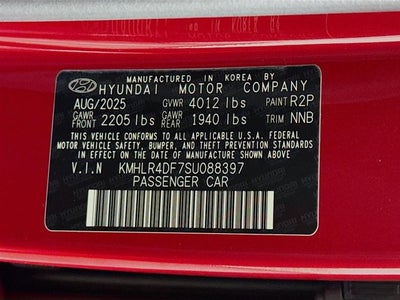 MANUFACTURED IN KOREA BY
HYUNDAI MOTOR COMPANY
AUG/2025 GVWR 4012 lbs PAINT R2P
GAWR FRONT 2205 lbs GAWR REAR 1940 lbs TRIM NNB
THIS VEHICLE CONFORMS TO ALL APPLICABLE U.S.A. FEDERAL
MOTOR VEHICLE SAFETY, BUMPER, AND THEFT PREVENTION STANDARDS
IN EFFECT ON THE DATE OF MANUFACTURE SHOWN ABOVE.
V.I.N KMHLR4DF7SU088397
PASSENGER CAR